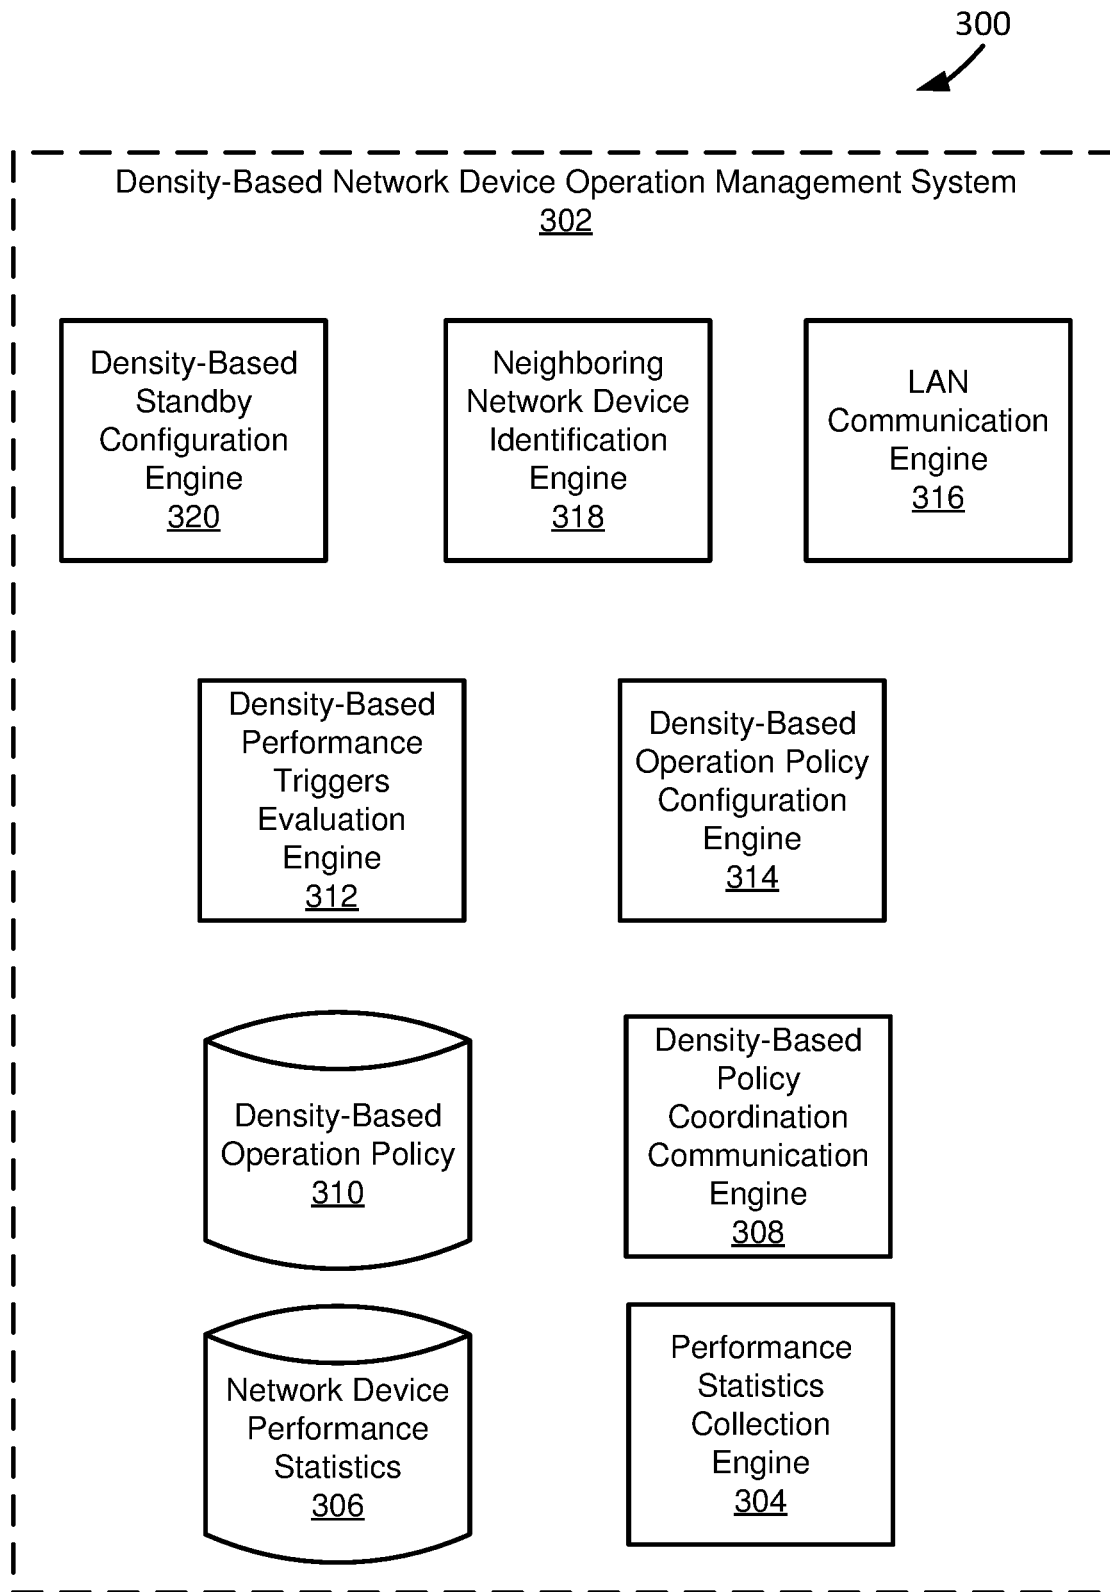 300
Density-Based Network Device Operation Management System
302
Density-Based
Standby
Configuration
Engine
320
Neighboring
Network Device
Identification
Engine
318
LAN
Communication
Engine
316
Density-Based
Performance
Triggers
Evaluation
Engine
312
Density-Based
Operation Policy
Configuration
Engine
314
Density-Based
Operation Policy
310
Density-Based
Policy
Coordination
Communication
Engine
308
Network Device
Performance
Statistics
306
Performance
Statistics
Collection
Engine
304